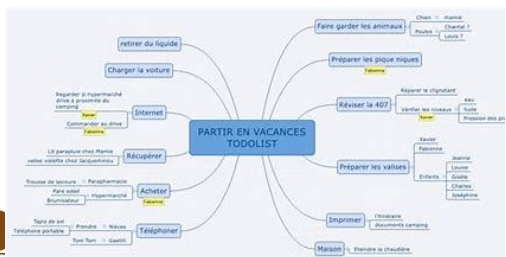 PARTIR EN VACANCES
TODOLIST
retirer du liquide
Charger la voiture
Internet
Regarder si hypermarché
drive à proximité du
camping
Xavier
Commander au drive
Fabienne
Récupérer
Lit parapluie chez Mamie
valise violette chez Jacqueminou
Acheter
Fabienne
Parapharmacie
Trousse de secours
Hypermarché
Pare soleil
Brumisateur
Téléphoner
Nièces
Prendre
Tapis de sol
Téléphone portable
Gastih
Tom Tom
Faire garder les animaux
Chien
mamie
Poules
Chantal ?
Louis ?
Préparer les pique niques
Fabienne
Réviser la 407
Réparer le clignotant
Vérifier les niveaux
Xavier
eau
huile
Pression des
Préparer les valises
Xavier
Fabienne
Enfants
Jeanne
Louise
Gisèle
Charles
Joséphine
Imprimer
l'itinéraire
documents camping
Maison
Eteindre la chaudière